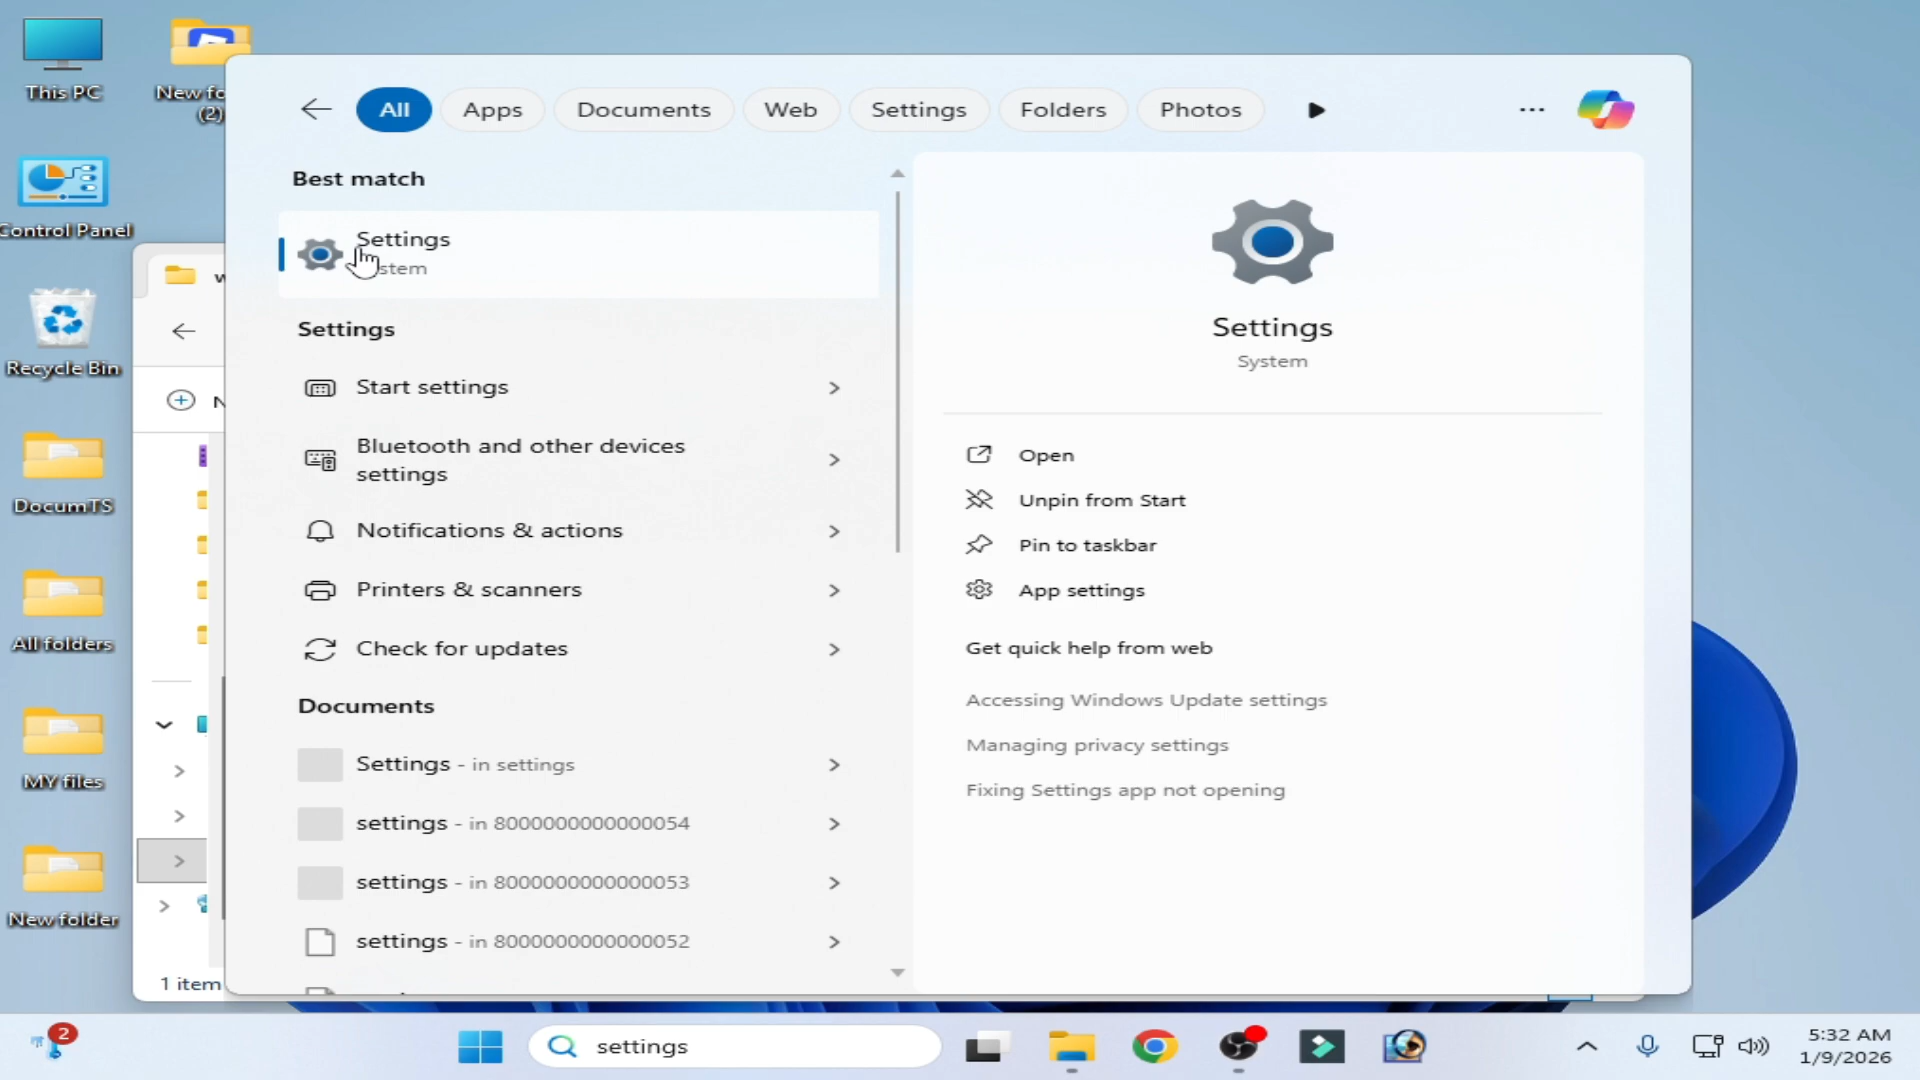 This PC
New fo
(2)
Control Panel
Recycle Bin
DocumTS
All folders
MY files
New folder
1 item
All
Apps
Documents
Web
Settings
Folders
Photos
Best match
Settings
Settings
Start settings
Bluetooth and other devices
settings
Notifications & actions
Printers & scanners
Check for updates
Documents
Settings - in settings
settings - in 8000000000000054
settings - in 8000000000000053
settings - in 8000000000000052
Settings
System
Open
Unpin from Start
Pin to taskbar
App settings
Get quick help from web
Accessing Windows Update settings
Managing privacy settings
Fixing Settings app not opening
2
settings
5:32 AM
1/9/2026